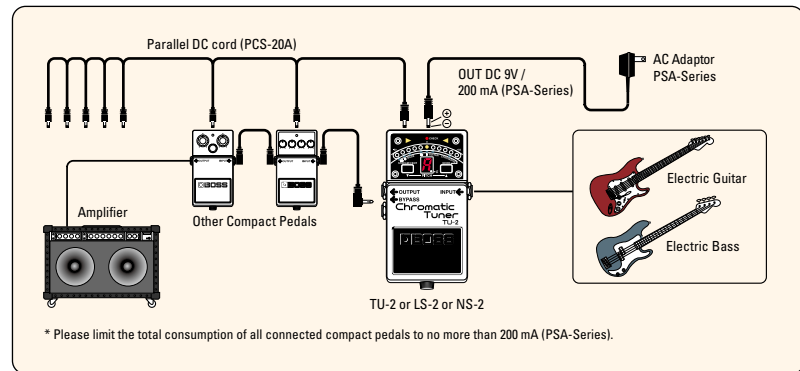 Parallel DC cord (PCS-20A)
OUT DC 9V /
200 mA (PSA-Series)
AC Adaptor
PSA-Series
⊕
⊖
CHECK
OUTPUT
BOSS
OUTPUT
BOSS
OUTPUT INPUT
BYPASS
Chromatic
Tuner
TU-2
BOSS
Electric Guitar
Electric Bass
Amplifier
Other Compact Pedals
TU-2 or LS-2 or NS-2
* Please limit the total consumption of all connected compact pedals to no more than 200 mA (PSA-Series).